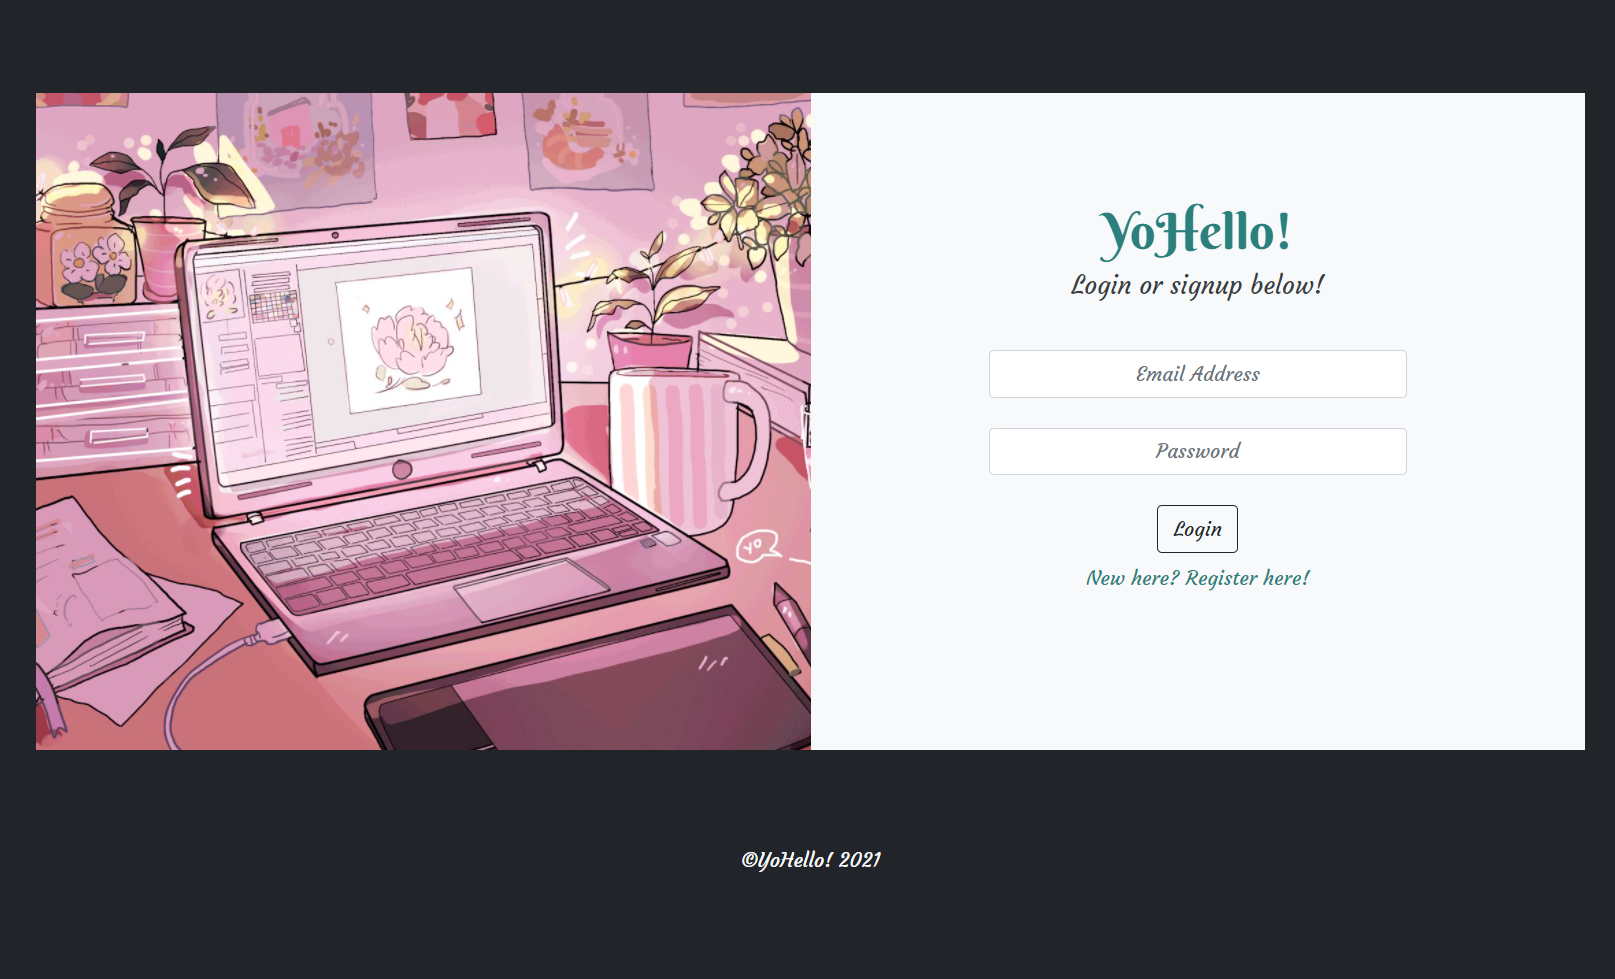 YoHello!
Login or signup below!
Email Address
Password
Login
New here? Register here!
yo
©YoHello! 2021